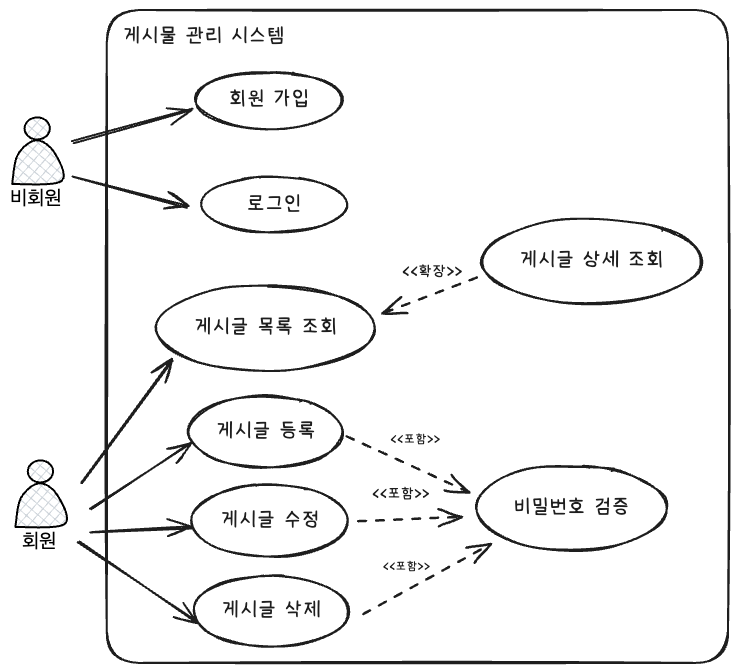 게시물 관리 시스템
회원 가입
비회원
로그인
게시글 상세 조회
<<확장>>
게시글 목록 조회
게시글 등록
<<포함>>
<<포함>>
비밀번호 검증
게시글 수정
회원
<<포함>>
게시글 삭제